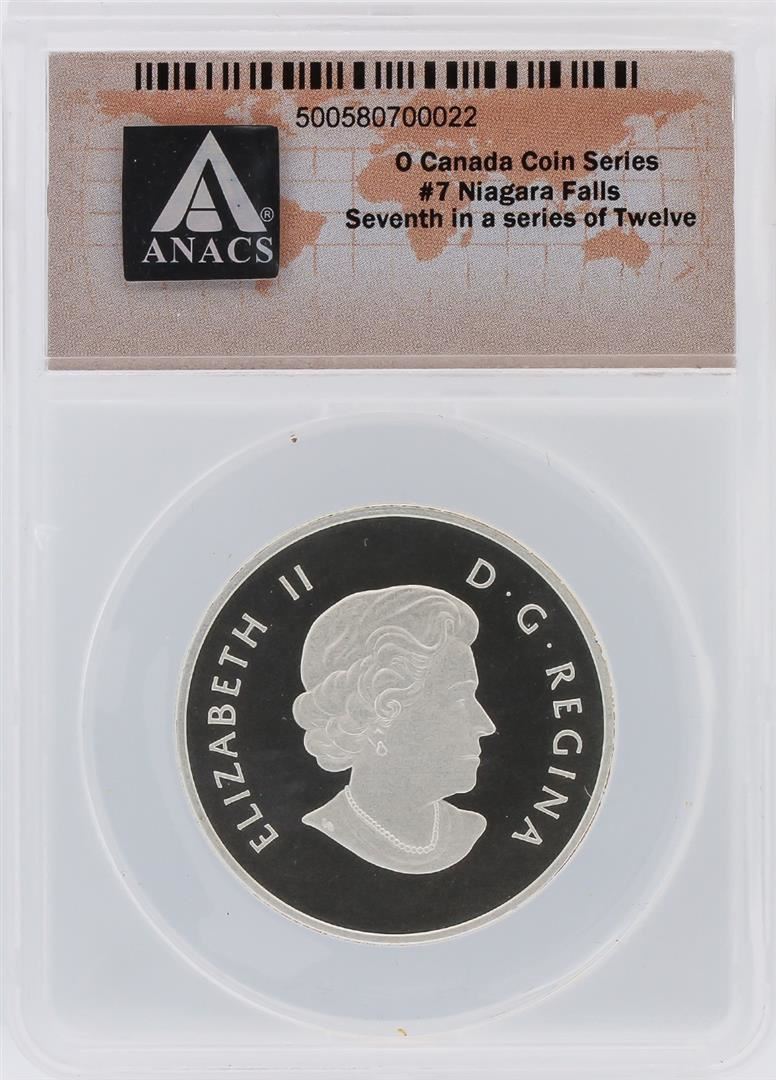 500580700022
O Canada Coin Series
#7 Niagara Falls
Seventh in a series of Twelve
A®
ANACS
ELIZABETH II
D·G·REGINA